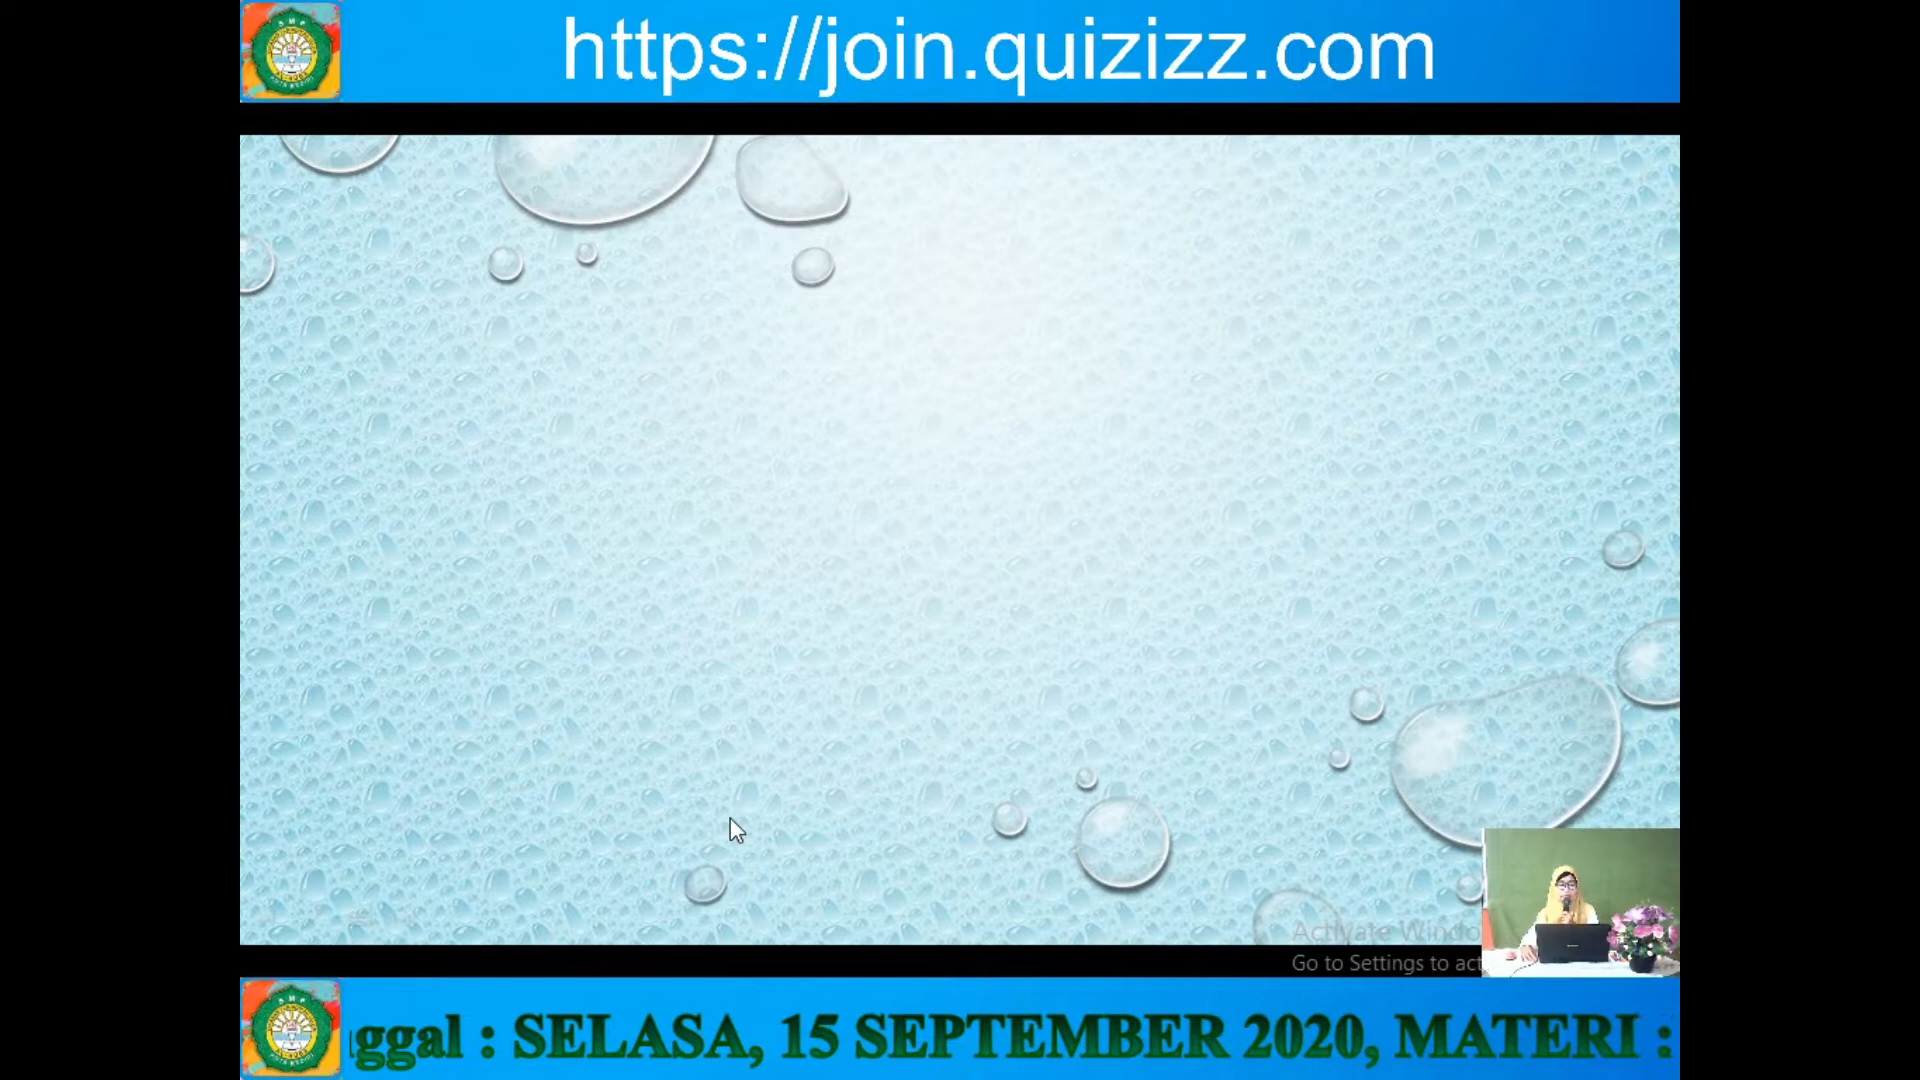 https://join.quizizz.com
Go to Settings to act
ggal : SELASA, 15 SEPTEMBER 2020, MATERI :